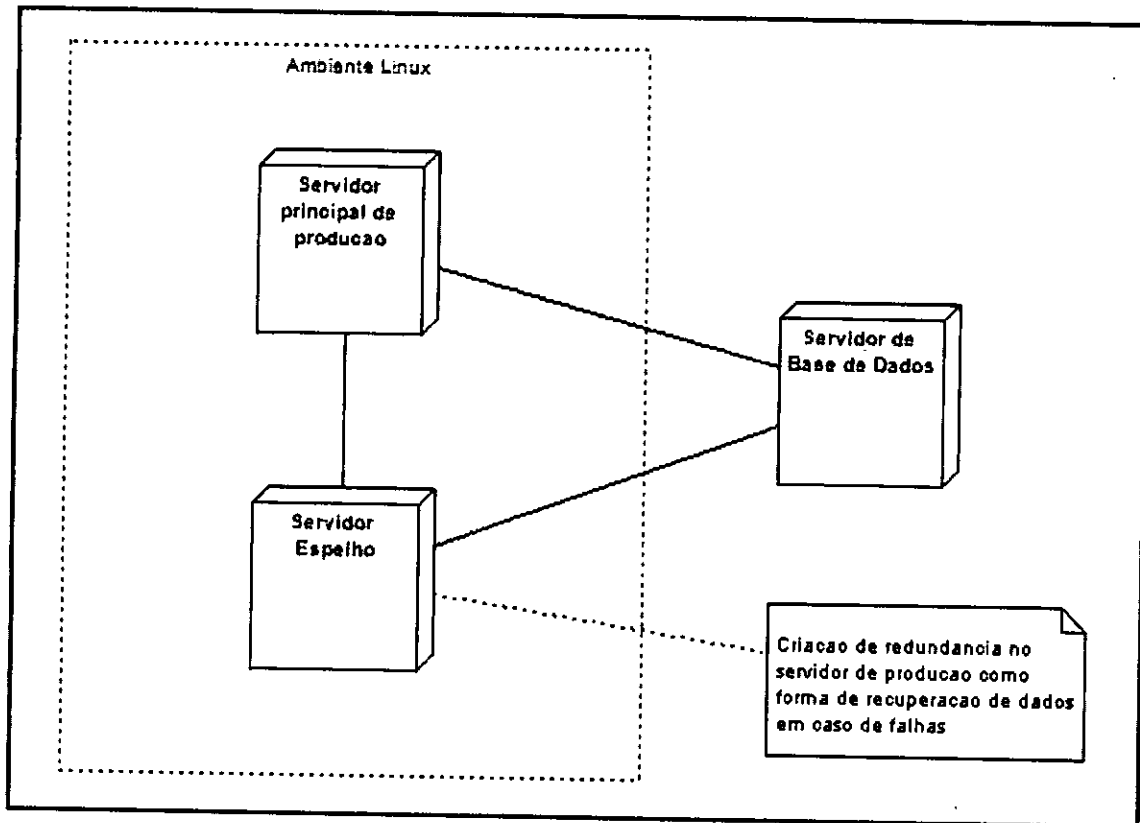 Ambiente Linux
Servidor
principal de
producao
Servidor de
Base de Dados
Servidor
Espelho
Criacao de redundancia no
servidor de producao como
forma de recuperacao de dados
em caso de falhas